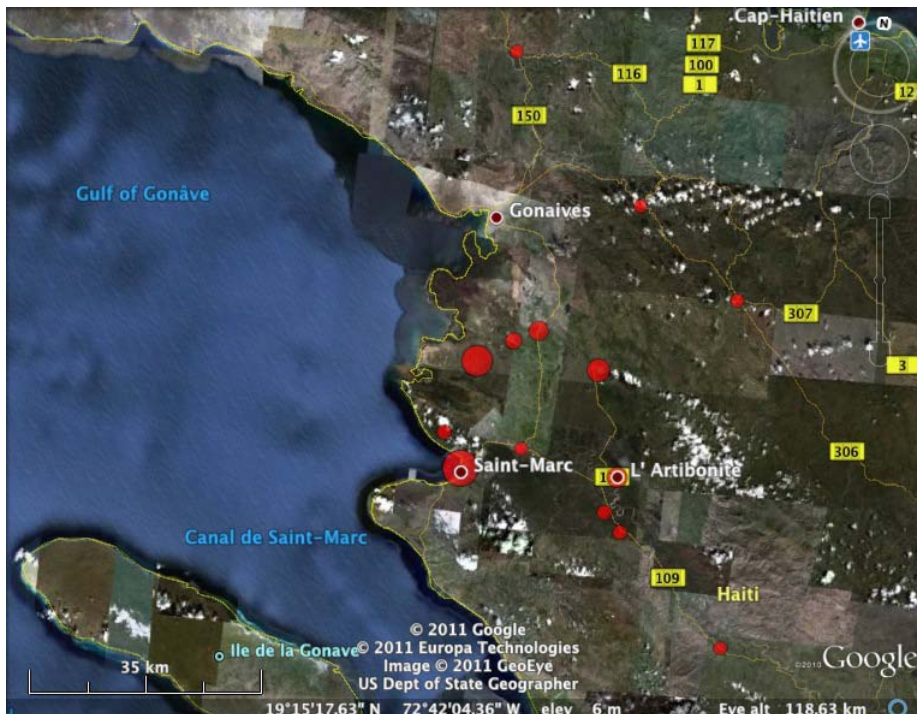 Cap-Haitien
N
117
100
1
116
12
150
Gulf of Gonâve
Gonaives
307
3
306
Saint-Marc
L' Artibonite
Canal de Saint-Marc
109
Haiti
© 2011 Google
© 2011 Europa Technologies
Image © 2011 GeoEye
US Dept of State Geographer
Ile de la Gonave
35 km
©2010 Google
19°15'17.63" N 72°42'04.36" W elev 6 m Eye alt 118.63 km